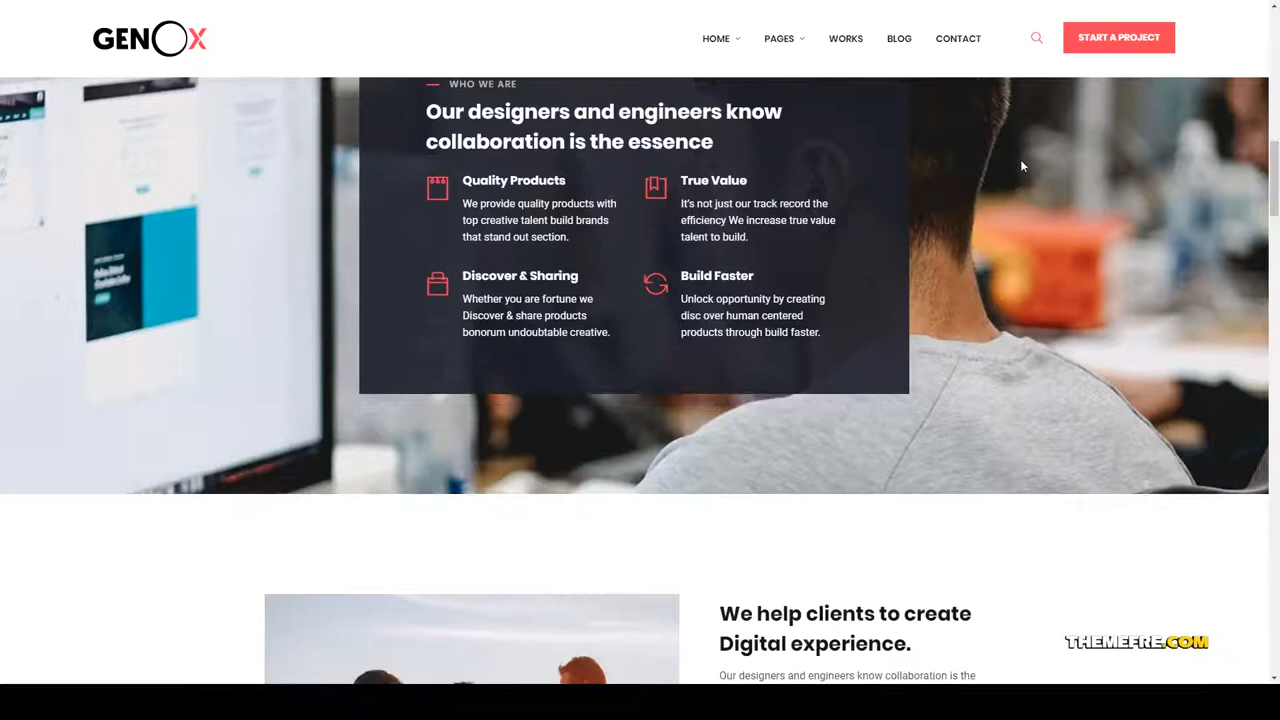 GENOX
HOME
PAGES
WORKS
BLOG
CONTACT
START A PROJECT
WHO WE ARE
Our designers and engineers know
collaboration is the essence
Quality Products
We provide quality products with
top creative talent build brands
that stand out section.
True Value
It's not just our track record the
efficiency We increase true value
talent to build.
Discover & Sharing
Whether you are fortune we
Discover & share products
bonorum undoubtable creative.
Build Faster
Unlock opportunity by creating
disc over human centered
products through build faster.
We help clients to create
Digital experience.
Our designers and engineers know collaboration is the
THEMEFRE.COM